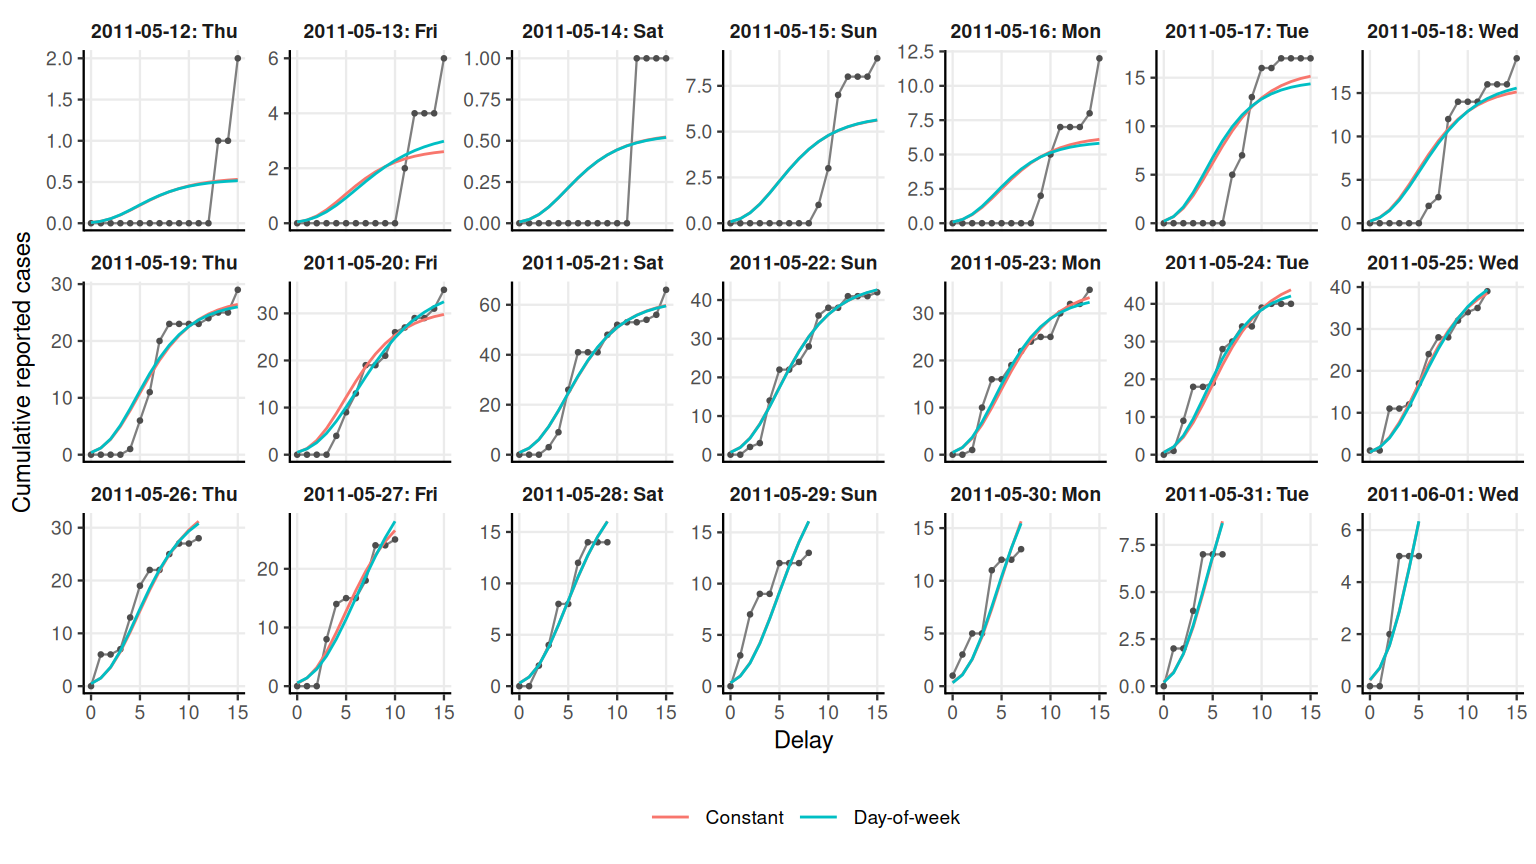 2011-05-12: Thu 2011-05-13: Fri 2011-05-14: Sat 2011-05-15: Sun 2011-05-16: Mon 2011-05-17: Tue 2011-05-18: Wed
2.0 1.5 1.0 0.5 0.0
6 4 2 0
1.00 0.75 0.50 0.25 0.00
7.5 5.0 2.5 0.0
12.5 10.0 7.5 5.0 2.5 0.0
15 10 5 0
15 10 5 0
2011-05-19: Thu 2011-05-20: Fri 2011-05-21: Sat 2011-05-22: Sun 2011-05-23: Mon 2011-05-24: Tue 2011-05-25: Wed
30 20 10 0
30 20 10 0
60 40 20 0
40 30 20 10 0
30 20 10 0
40 30 20 10 0
40 30 20 10 0
2011-05-26: Thu 2011-05-27: Fri 2011-05-28: Sat 2011-05-29: Sun 2011-05-30: Mon 2011-05-31: Tue 2011-06-01: Wed
30 20 10 0
20 10 0
15 10 5 0
15 10 5 0
15 10 5 0
7.5 5.0 2.5 0.0
6 4 2 0
0 5 10 15 0 5 10 15 0 5 10 15 0 5 10 15 0 5 10 15 0 5 10 15 0 5 10 15
Cumulative reported cases
Delay
Constant Day-of-week